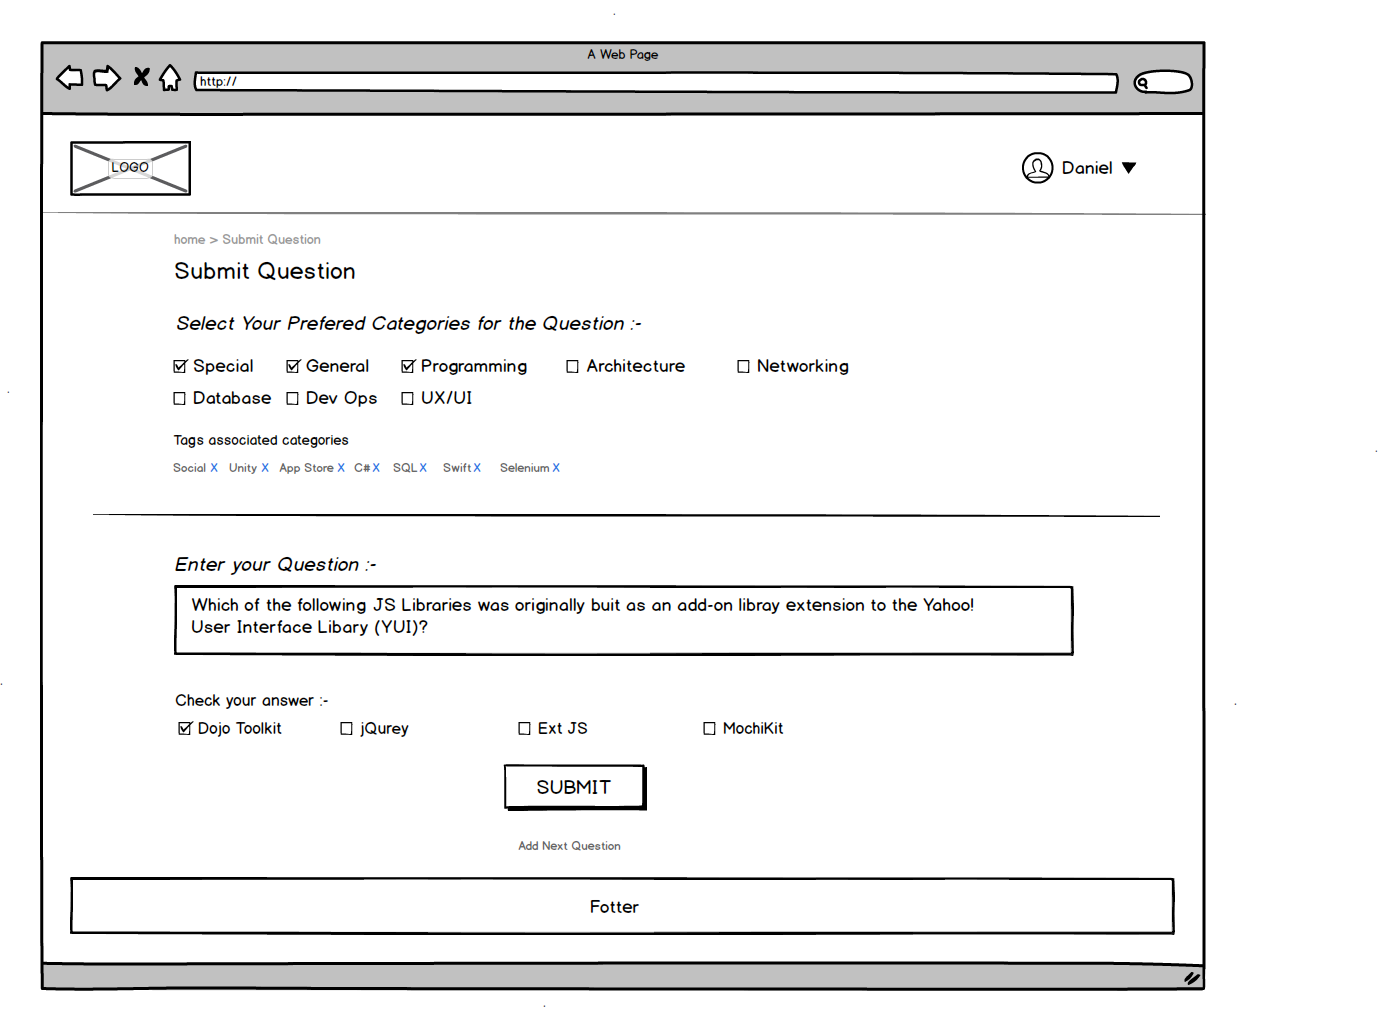 A Web Page
http://
LOGO
Daniel
home > Submit Question
Submit Question
Select Your Prefered Categories for the Question :-
Special General Programming Architecture Networking
Database Dev Ops UX/UI
Tags associated categories
Social X Unity X App Store X C# X SQL X Swift X Selenium X
Enter your Question :-
Which of the following JS Libraries was originally buit as an add-on libray extension to the Yahoo!
User Interface Libary (YUI)?
Check your answer :-
Dojo Toolkit jQurey Ext JS MochiKit
SUBMIT
Add Next Question
Fotter